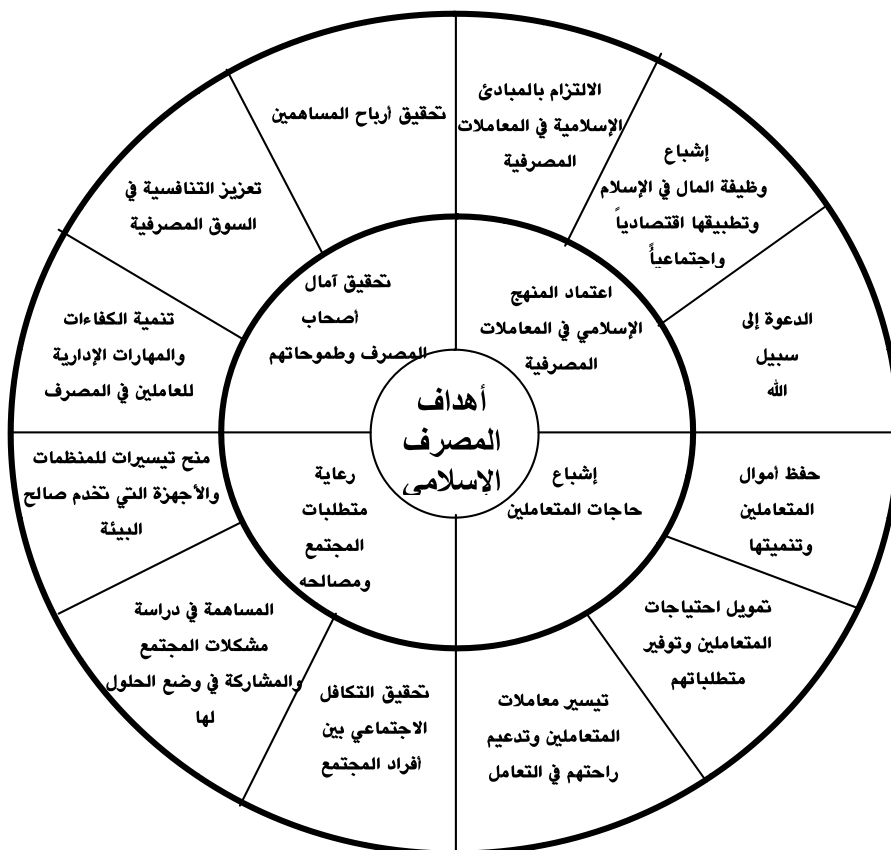 أهداف
المصرف
الإسلامي
اعتماد المنهج
الإسلامي في المعاملات
المصرفية
الالتزام بالمبادئ
الإسلامية في المعاملات
المصرفية
إشباع
وظيفة المال في الإسلام
وتطبيقها اقتصادياً
واجتماعياً
الدعوة إلى
سبيل
الله
إشباع
حاجات المتعاملين
حفظ أموال
المتعاملين
وتنميتها
تمويل احتياجات
المتعاملين وتوفير
متطلباتهم
تيسير معاملات
المتعاملين وتدعيم
راحتهم في التعامل
رعاية
متطلبات
المجتمع
ومصالحه
تحقيق التكافل
الاجتماعي بين
أفراد المجتمع
المساهمة في دراسة
مشكلات المجتمع
والمشاركة في وضع الحلول
لها
منح تيسيرات للمنظمات
والأجهزة التي تخدم صالح
البيئة
تحقيق آمال
أصحاب
المصرف وطموحاتهم
تنمية الكفاءات
والمهارات الإدارية
للعاملين في المصرف
تعزيز التنافسية في
السوق المصرفية
تحقيق أرباح المساهمين